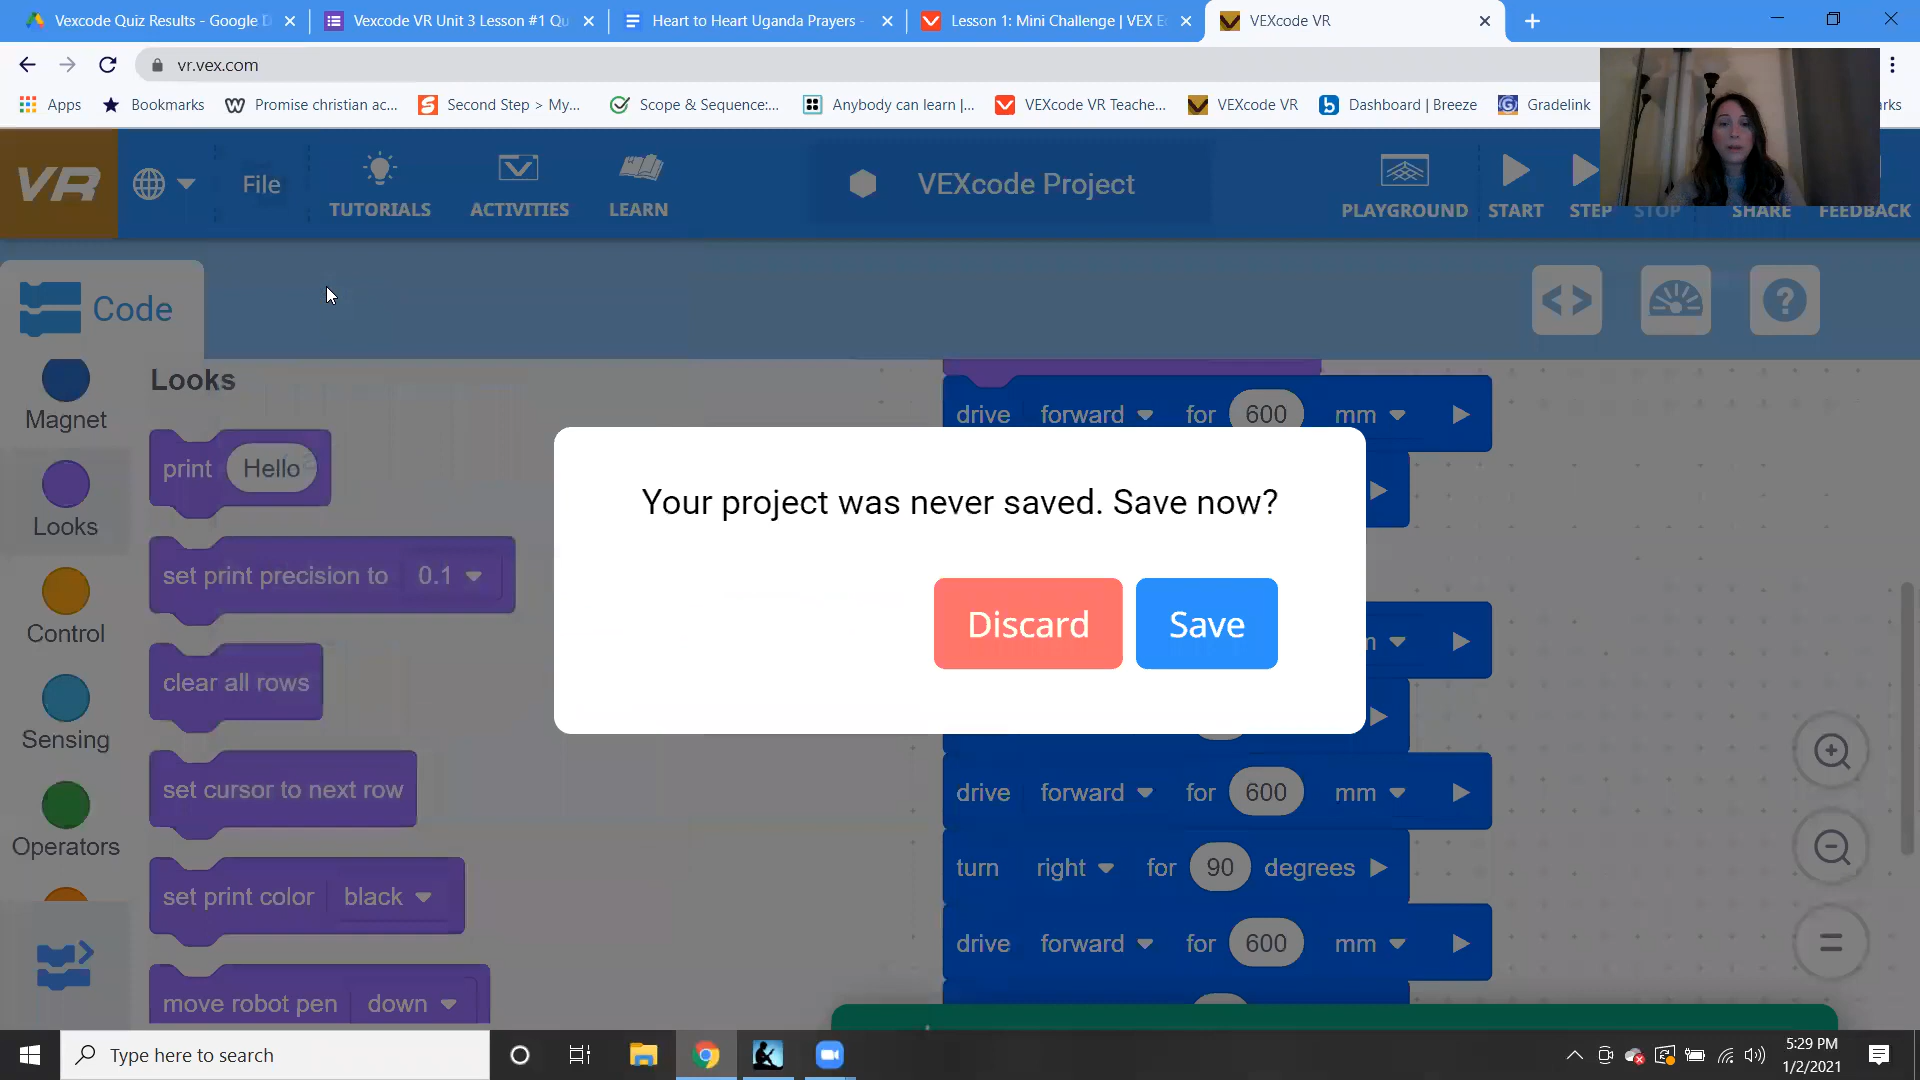 Vexcode Quiz Results - Google D
Vexcode VR Unit 3 Lesson #1 Qu
Heart to Heart Uganda Prayers -
Lesson 1: Mini Challenge | VEX E
VEXcode VR
vr.vex.com
Apps
Bookmarks
Promise christian ac...
Second Step > My...
Scope & Sequence:...
Anybody can learn |...
VEXcode VR Teache...
VEXcode VR
Dashboard | Breeze
Gradelink
VR
File
TUTORIALS
ACTIVITIES
LEARN
VEXcode Project
PLAYGROUND
START
STEP
STOP
SHARE
FEEDBACK
Code
Magnet
Looks
Control
Sensing
Operators
Looks
print Hello
set print precision to 0.1
clear all rows
set cursor to next row
set print color black
move robot pen down
drive forward for 600 mm
Your project was never saved. Save now?
Discard
Save
drive forward for 600 mm
turn right for 90 degrees
drive forward for 600 mm
Type here to search
5:29 PM
1/2/2021